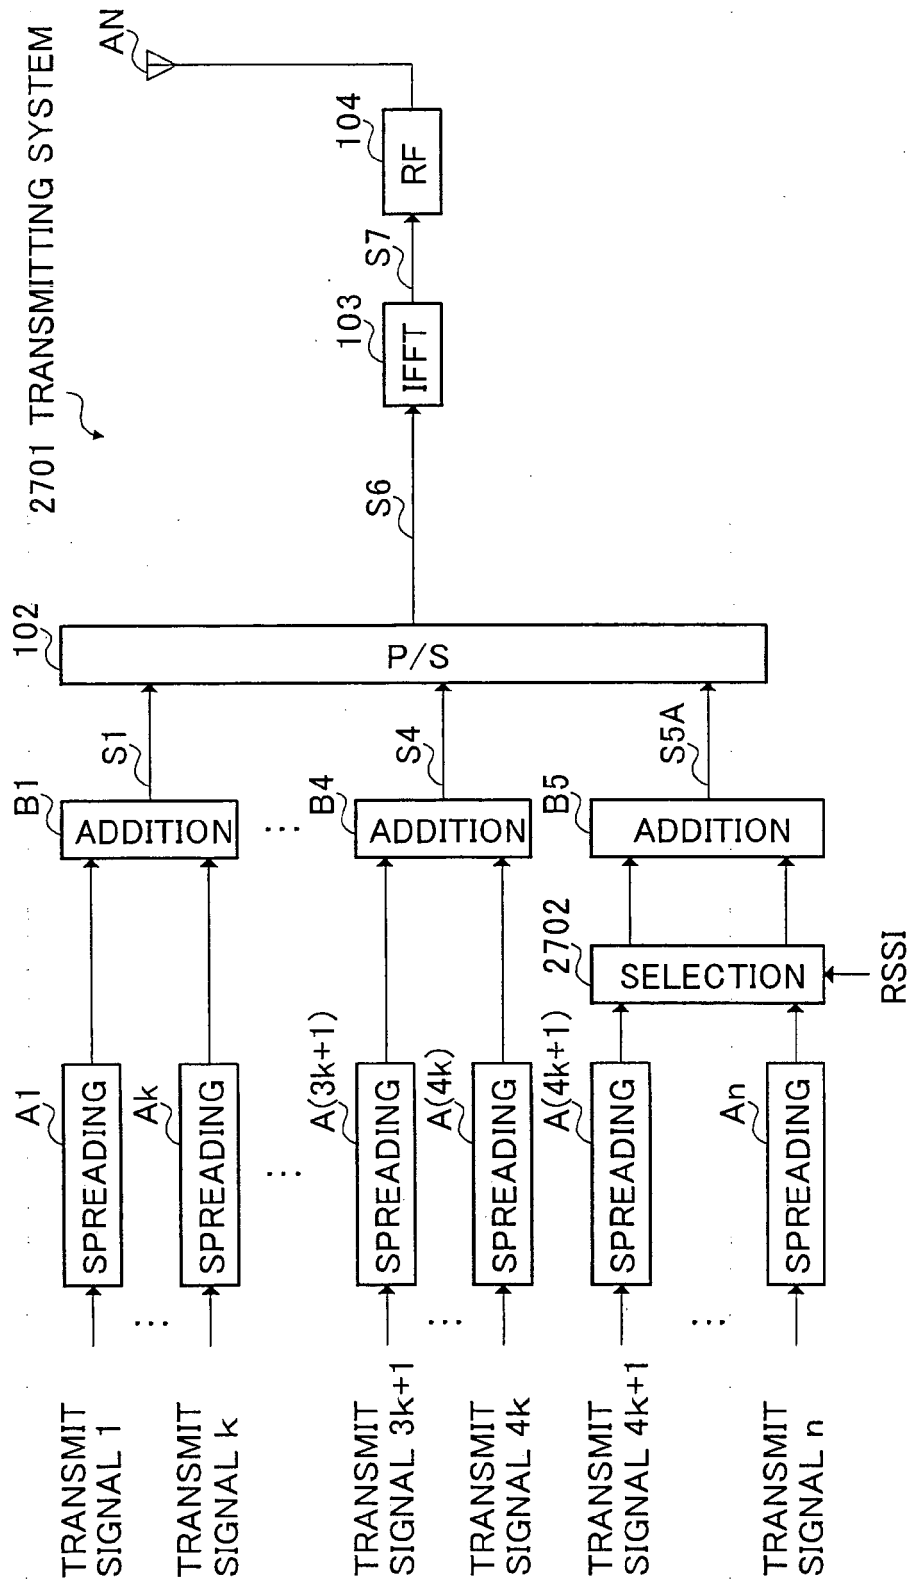 2701 TRANSMITTING SYSTEM
TRANSMIT
SIGNAL 1
...
TRANSMIT
SIGNAL k
TRANSMIT
SIGNAL 3k+1
...
TRANSMIT
SIGNAL 4k
TRANSMIT
SIGNAL 4k+1
...
TRANSMIT
SIGNAL n
A1
SPREADING
Ak
SPREADING
...
A(3k+1)
SPREADING
A(4k)
SPREADING
A(4k+1)
SPREADING
An
SPREADING
2702
SELECTION
RSSI
B1
ADDITION
...
B4
ADDITION
B5
ADDITION
S1
S4
S5A
102
P/S
S6
103
IFFT
S7
104
RF
AN